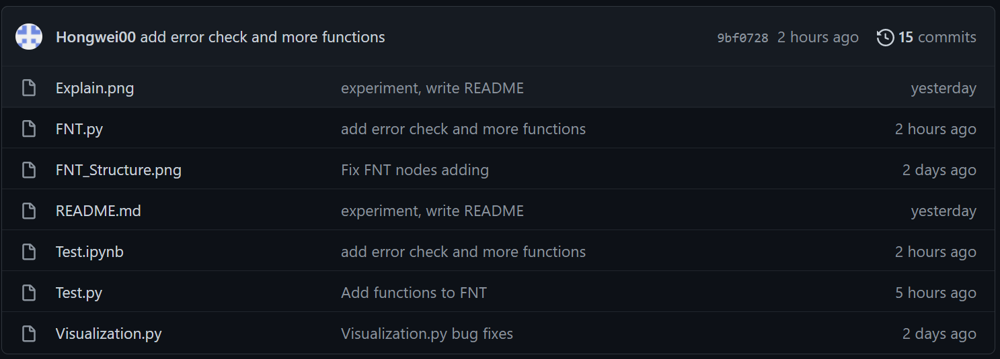 Hongwei00 add error check and more functions 9bf0728 2 hours ago 15 commits
Explain.png experiment, write README yesterday
FNT.py add error check and more functions 2 hours ago
FNT_Structure.png Fix FNT nodes adding 2 days ago
README.md experiment, write README yesterday
Test.ipynb add error check and more functions 2 hours ago
Test.py Add functions to FNT 5 hours ago
Visualization.py Visualization.py bug fixes 2 days ago